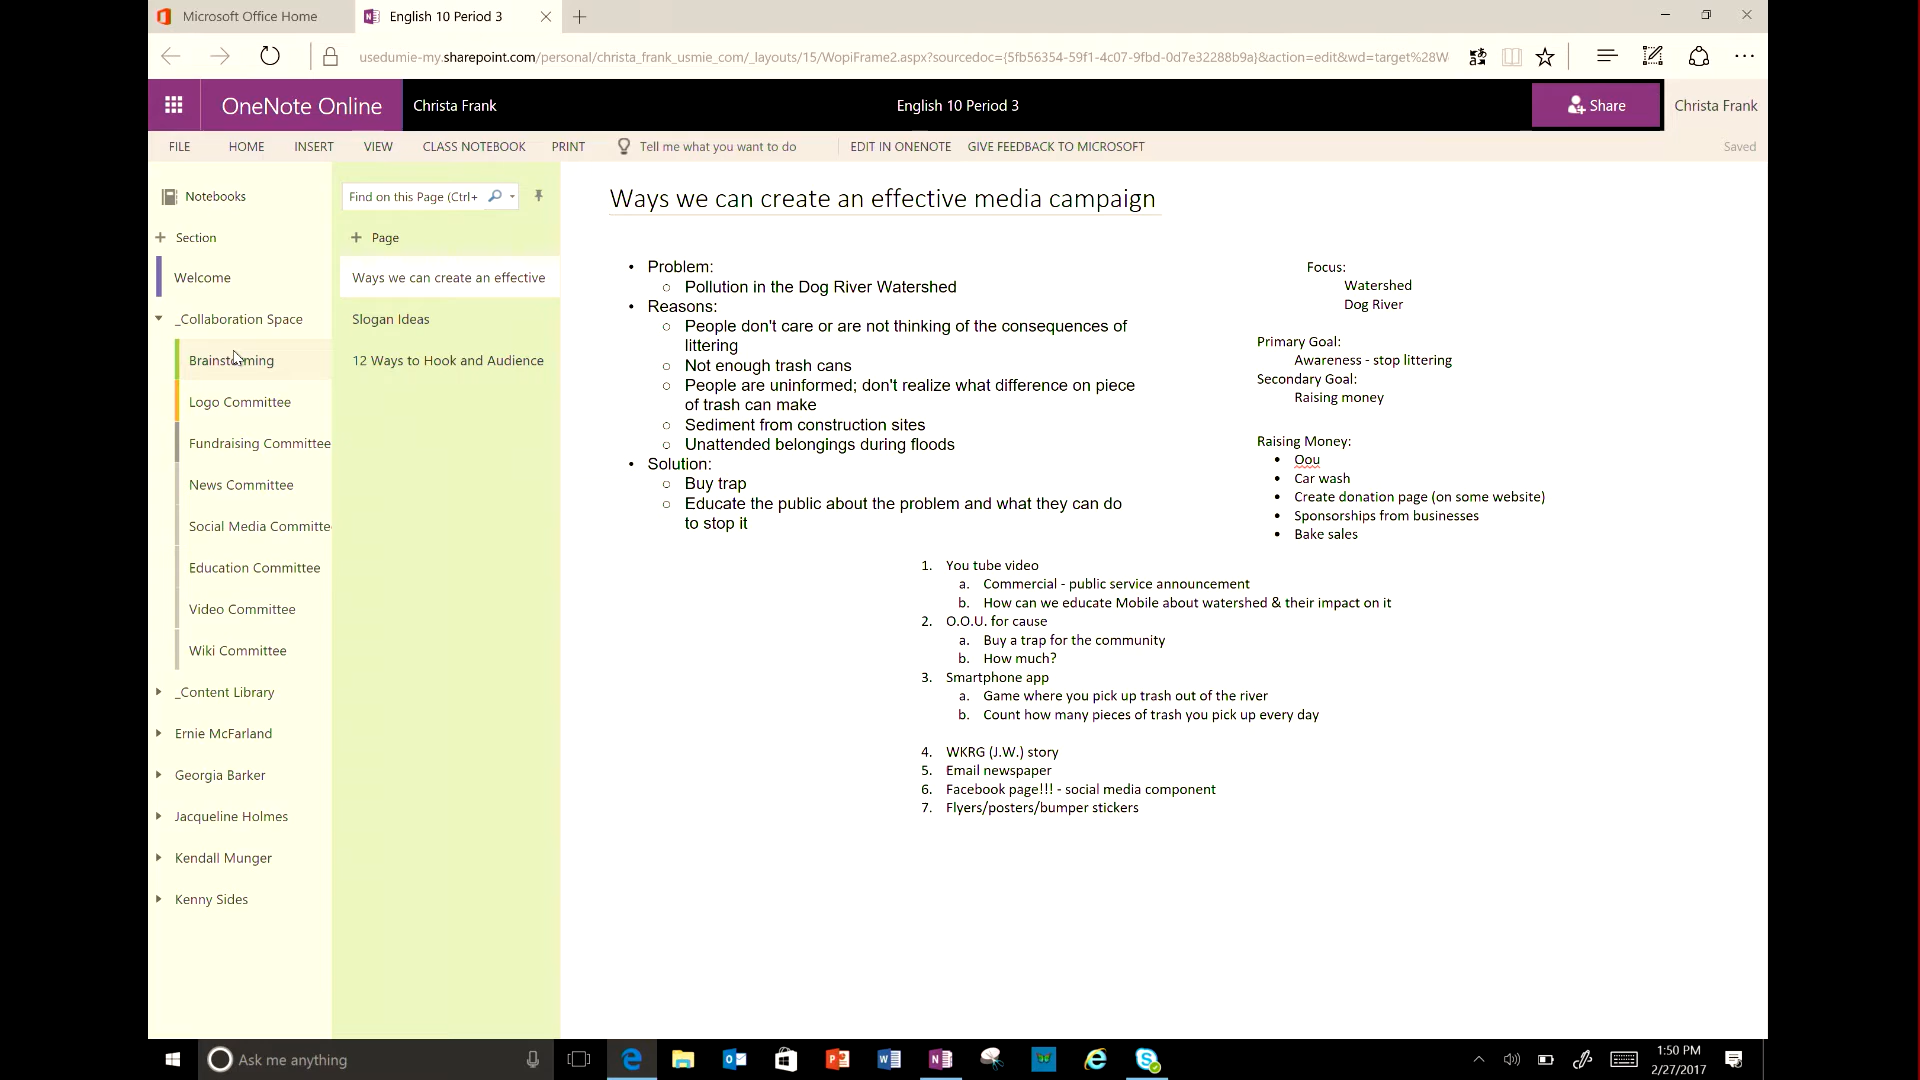 Microsoft Office Home
English 10 Period 3
usedumie-my.sharepoint.com/personal/christa_frank_usmie_com/_layouts/15/WopiFrame2.aspx?sourcedoc={5fb56354-59f1-4c07-9fbd-0d7e32288b9a}&action=edit&wd=target%28W
OneNote Online
Christa Frank
English 10 Period 3
Share
Christa Frank
FILE HOME INSERT VIEW CLASS NOTEBOOK PRINT Tell me what you want to do EDIT IN ONENOTE GIVE FEEDBACK TO MICROSOFT Saved
Notebooks
+ Section
Welcome
_Collaboration Space
Brainstorming
Logo Committee
Fundraising Committee
News Committee
Social Media Committe
Education Committee
Video Committee
Wiki Committee
_Content Library
Ernie McFarland
Georgia Barker
Jacqueline Holmes
Kendall Munger
Kenny Sides
Find on this Page (Ctrl+
+ Page
Ways we can create an effective
Slogan Ideas
12 Ways to Hook and Audience
Ways we can create an effective media campaign
• Problem:
○ Pollution in the Dog River Watershed
• Reasons:
○ People don't care or are not thinking of the consequences of
littering
○ Not enough trash cans
○ People are uninformed; don't realize what difference on piece
of trash can make
○ Sediment from construction sites
○ Unattended belongings during floods
• Solution:
○ Buy trap
○ Educate the public about the problem and what they can do
to stop it
Focus:
Watershed
Dog River
Primary Goal:
Awareness - stop littering
Secondary Goal:
Raising money
Raising Money:
• Oou
• Car wash
• Create donation page (on some website)
• Sponsorships from businesses
• Bake sales
1. You tube video
a. Commercial - public service announcement
b. How can we educate Mobile about watershed & their impact on it
2. O.O.U. for cause
a. Buy a trap for the community
b. How much?
3. Smartphone app
a. Game where you pick up trash out of the river
b. Count how many pieces of trash you pick up every day
4. WKRG (J.W.) story
5. Email newspaper
6. Facebook page!!! - social media component
7. Flyers/posters/bumper stickers
Ask me anything
1:50 PM
2/27/2017